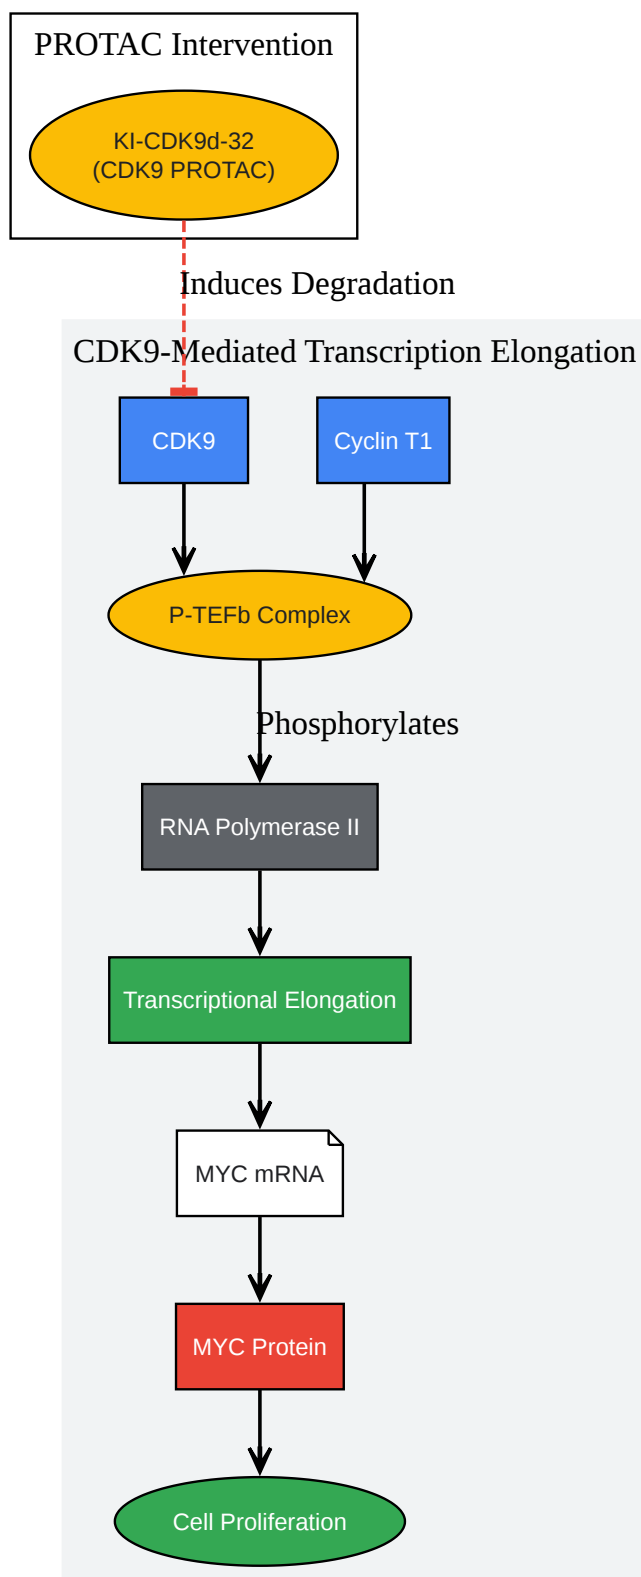 PROTAC Intervention
KI-CDK9d-32
(CDK9 PROTAC)
Induces Degradation
CDK9-Mediated Transcription Elongation
CDK9
Cyclin T1
P-TEFb Complex
Phosphorylates
RNA Polymerase II
Transcriptional Elongation
MYC mRNA
MYC Protein
Cell Proliferation